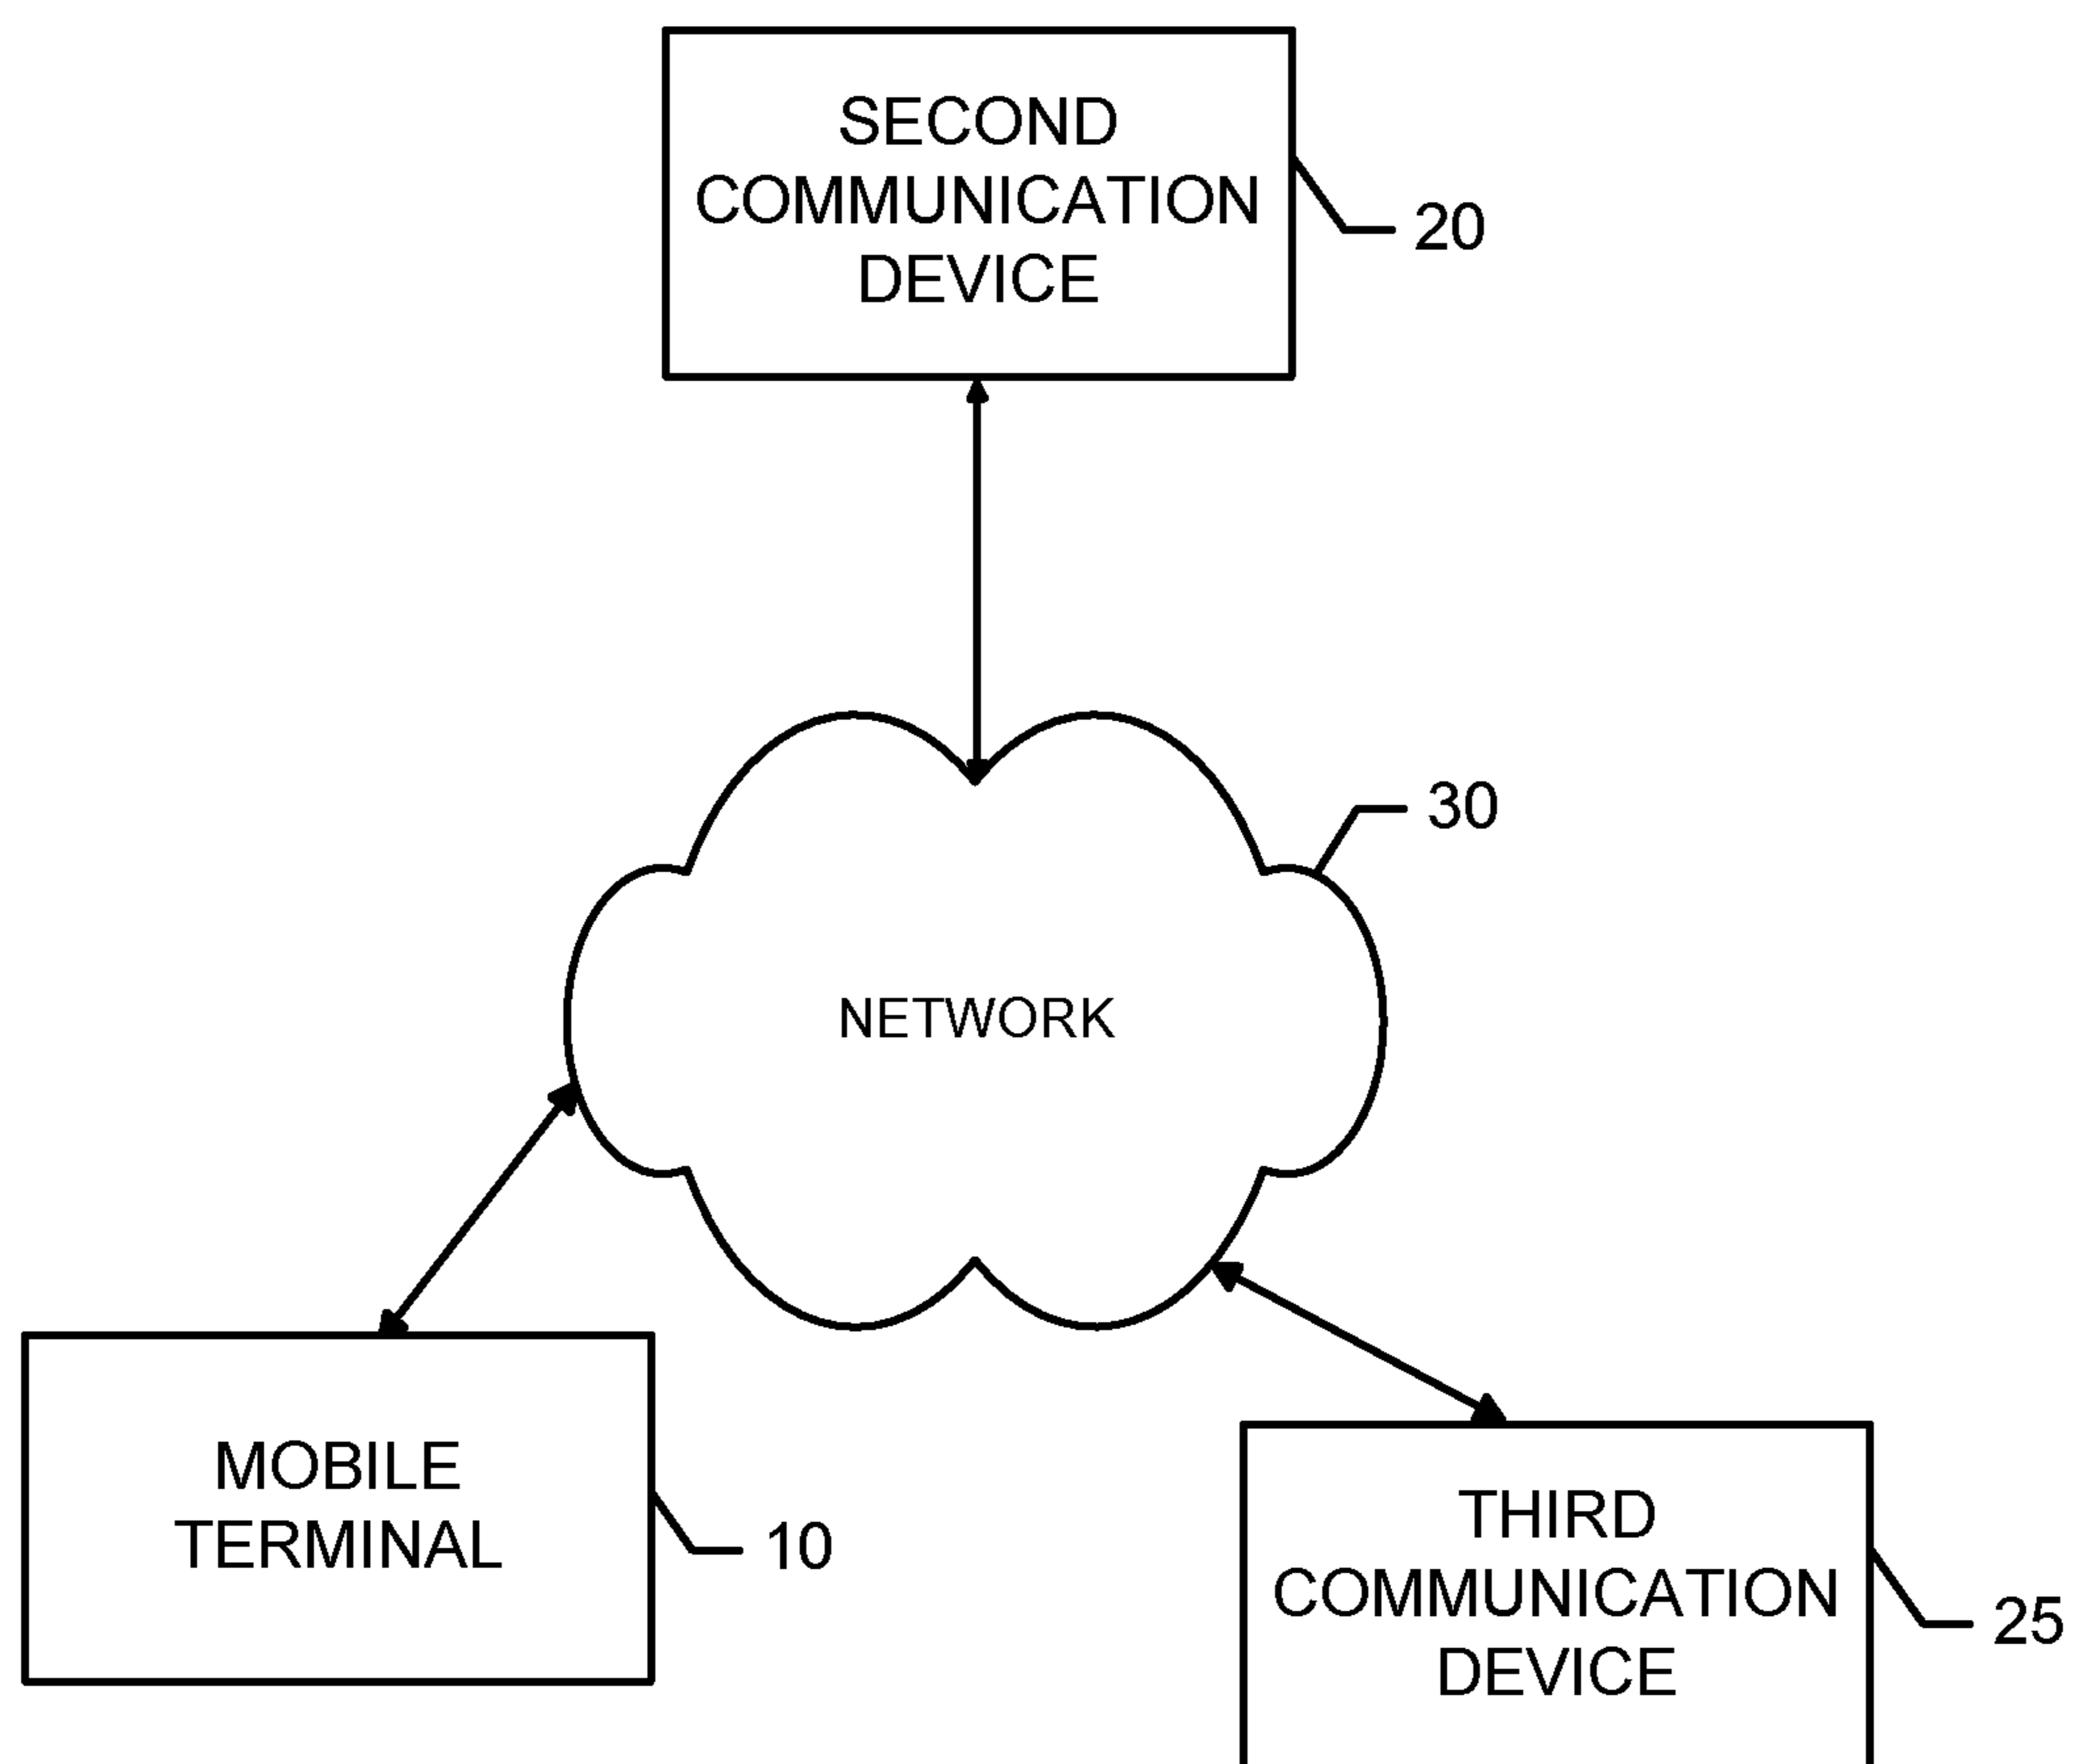 SECOND
COMMUNICATION
DEVICE
20
30
NETWORK
MOBILE
TERMINAL
10
THIRD
COMMUNICATION
DEVICE
25